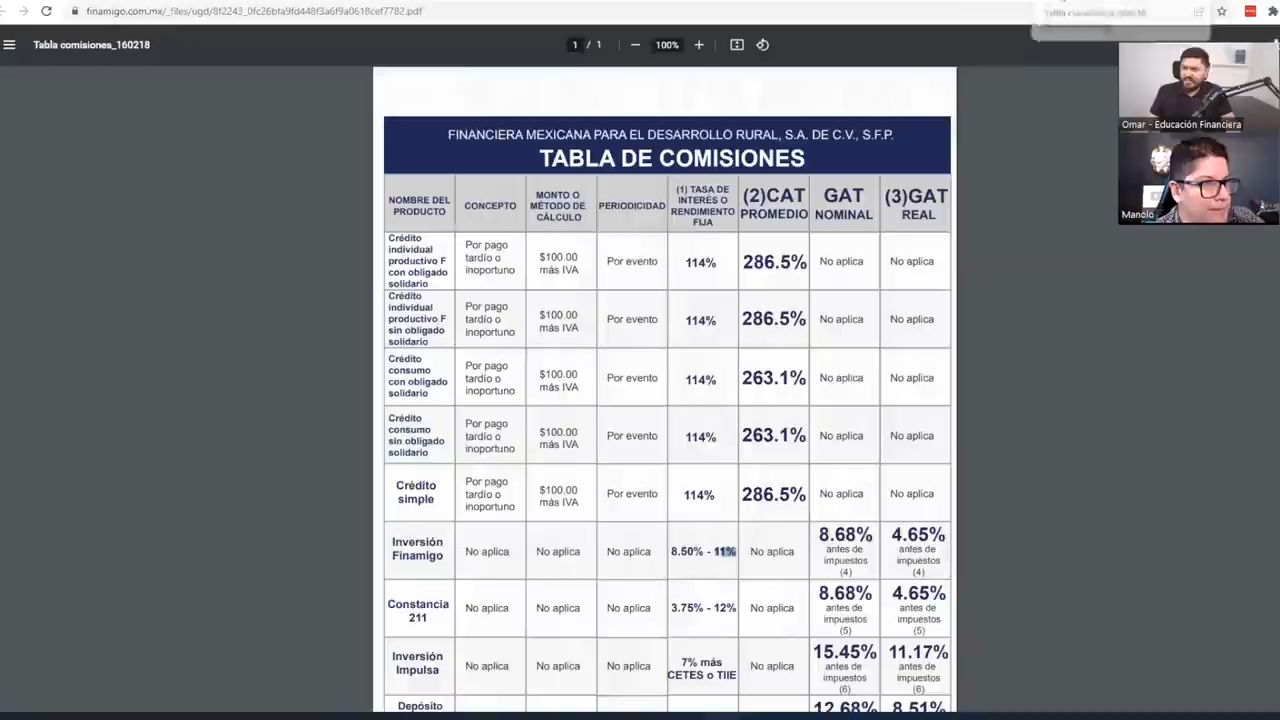 finamigo.com.mx/_files/ugd/8f2243_0fc26bfa9fd448f3a6f9a0618cef7782.pdf
Tabla comisiones_160218
1 / 1
100%
Omar - Educación Financiera
Manolo
FINANCIERA MEXICANA PARA EL DESARROLLO RURAL, S.A. DE C.V., S.F.P.
TABLA DE COMISIONES
NOMBRE DEL
PRODUCTO
CONCEPTO
MONTO O
MÉTODO DE
CÁLCULO
PERIODICIDAD
(1) TASA DE
INTERÉS O
RENDIMIENTO
FIJA
(2)CAT
PROMEDIO
GAT
NOMINAL
(3)GAT
REAL
Crédito
individual
productivo F
con obligado
solidario
Por pago
tardío o
inoportuno
$100.00
más IVA
Por evento
114%
286.5%
No aplica
No aplica
Crédito
individual
productivo F
sin obligado
solidario
Por pago
tardío o
inoportuno
$100.00
más IVA
Por evento
114%
286.5%
No aplica
No aplica
Crédito
consumo
con obligado
solidario
Por pago
tardío o
inoportuno
$100.00
más IVA
Por evento
114%
263.1%
No aplica
No aplica
Crédito
consumo
sin obligado
solidario
Por pago
tardío o
inoportuno
$100.00
más IVA
Por evento
114%
263.1%
No aplica
No aplica
Crédito
simple
Por pago
tardío o
inoportuno
$100.00
más IVA
Por evento
114%
286.5%
No aplica
No aplica
Inversión
Finamigo
No aplica
No aplica
No aplica
8.50% - 11%
No aplica
8.68%
antes de
impuestos
(4)
4.65%
antes de
impuestos
(4)
Constancia
211
No aplica
No aplica
No aplica
3.75% - 12%
No aplica
8.68%
antes de
impuestos
(5)
4.65%
antes de
impuestos
(5)
Inversión
Impulsa
No aplica
No aplica
No aplica
7% más
CETES o TIIE
No aplica
15.45%
antes de
impuestos
(6)
11.17%
antes de
impuestos
(6)
Depósito
12.68%
8.51%